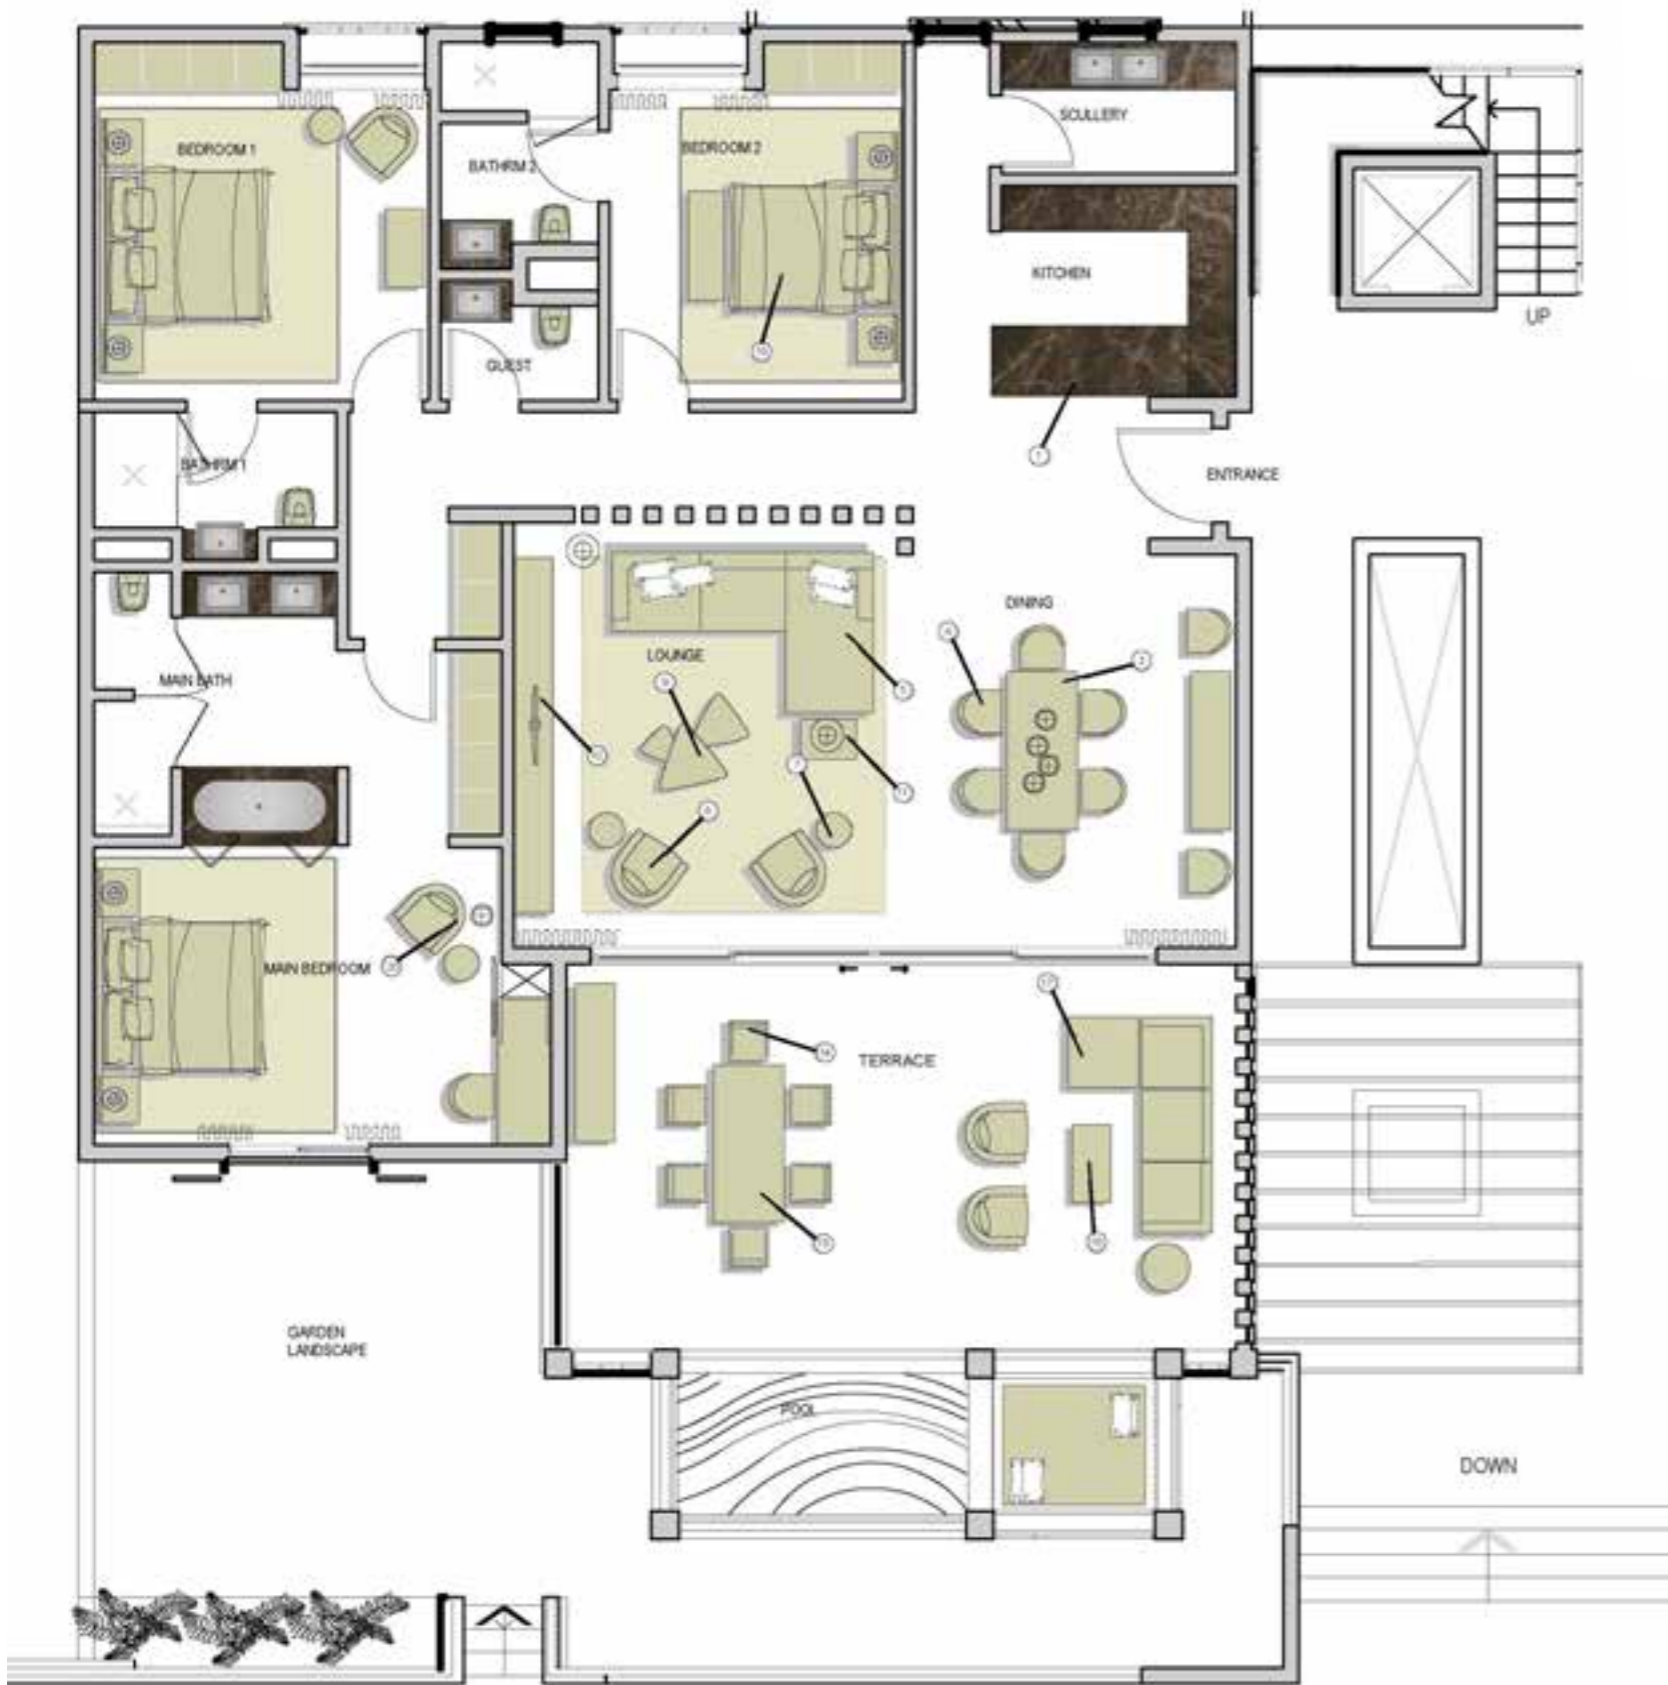 BEDROOM 1
BATHRM 2
BEDROOM 2
SCULLERY
KITCHEN
UP
GUEST
BATHRM 1
ENTRANCE
DINING
LOUNGE
MAIN BATH
MAIN BEDROOM
TERRACE
GARDEN
LANDSCAPE
POOL
DOWN